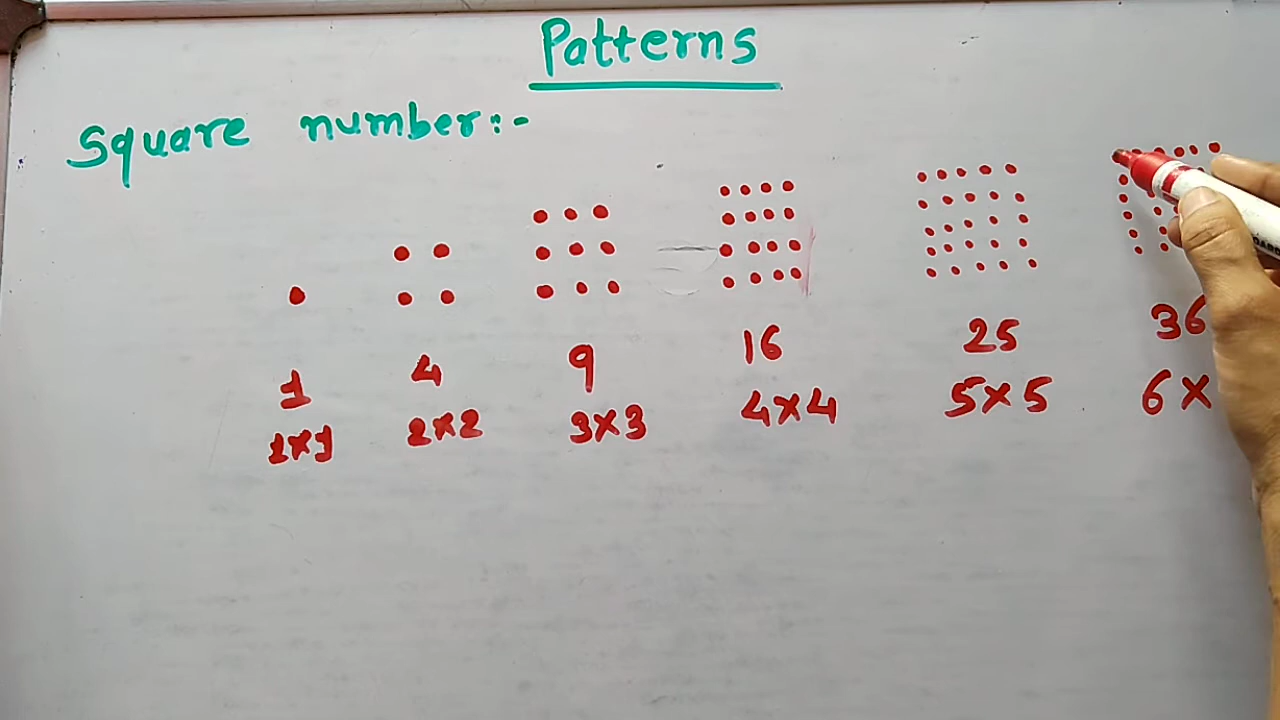 Patterns
Square number:-
1 4 9 16 25 36
1×1 2×2 3×3 4×4 5×5 6×